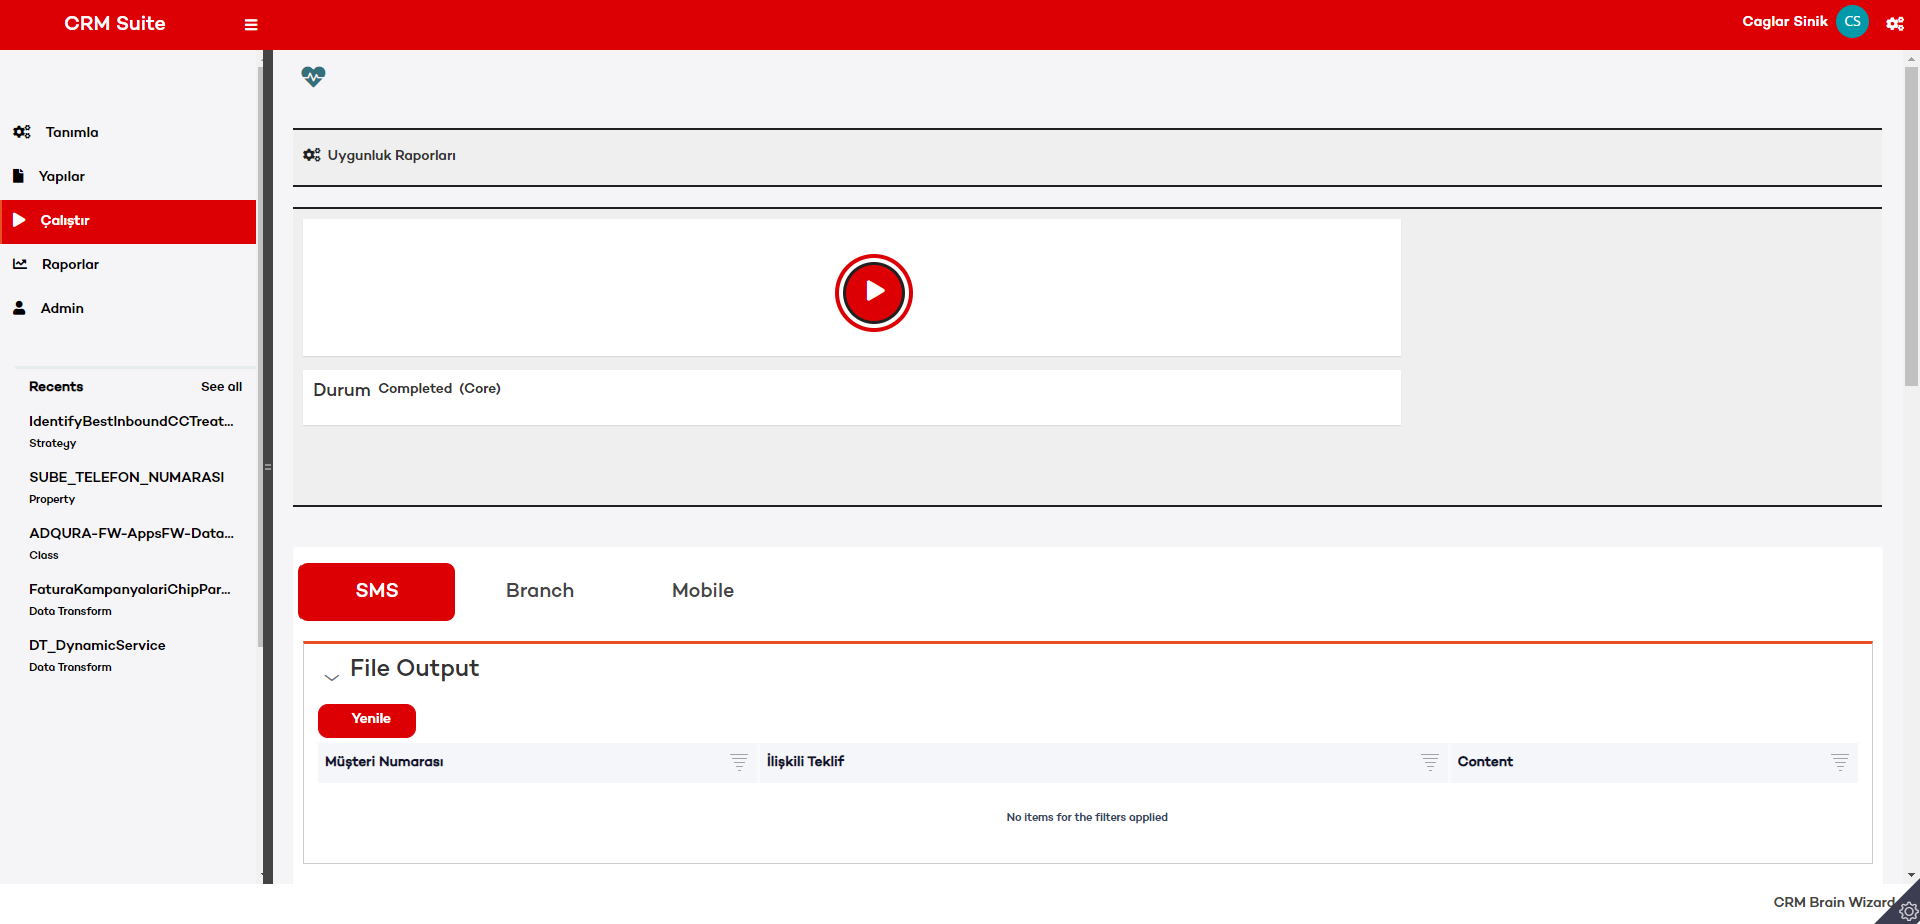 CRM Suite
Caglar Sinik CS
Tanımla
Yapılar
Çalıştır
Raporlar
Admin
Recents See all
IdentifyBestInboundCCTreat...
Strategy
SUBE_TELEFON_NUMARASI
Property
ADQURA-FW-AppsFW-Data...
Class
FaturaKampanyalariChipPar...
Data Transform
DT_DynamicService
Data Transform
Uygunluk Raporları
Durum Completed (Core)
SMS Branch Mobile
File Output
Yenile
Müşteri Numarası İlişkili Teklif Content
No items for the filters applied
CRM Brain Wizard